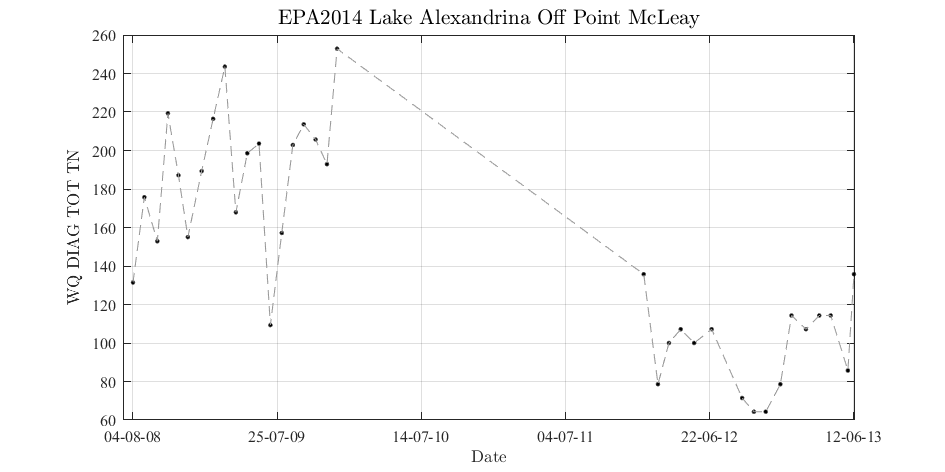 EPA2014 Lake Alexandrina Off Point McLeay
260
240
220
200
180
160
140
120
100
80
60
WQ DIAG TOT TN
04-08-08 25-07-09 14-07-10 04-07-11 22-06-12 12-06-13
Date